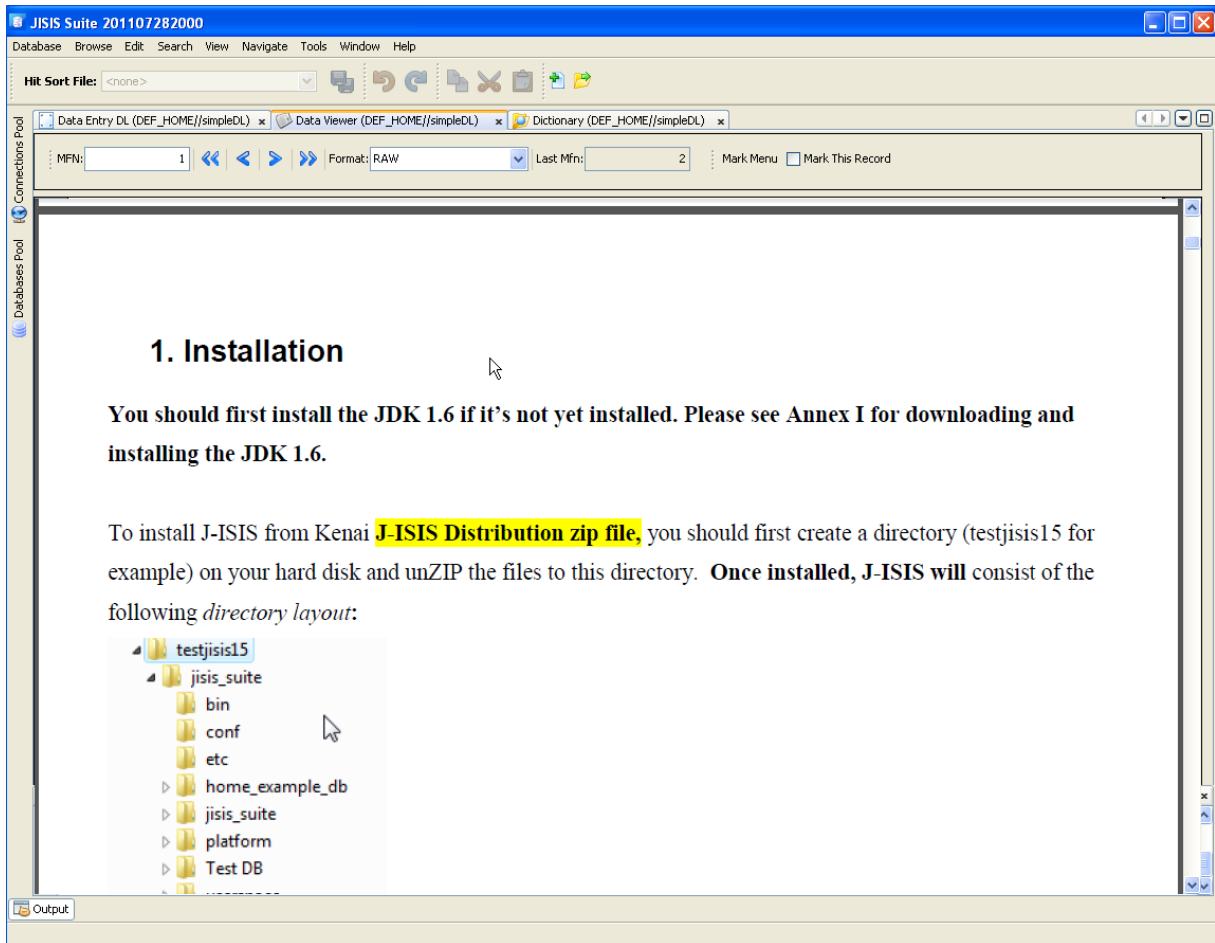 JISIS Suite 201107282000
Database Browse Edit Search View Navigate Tools Window Help
Hit Sort File: <none>
Data Entry DL (DEF_HOME//simpleDL) x Data Viewer (DEF_HOME//simpleDL) x Dictionary (DEF_HOME//simpleDL) x
Connections Pool
Databases Pool
MFN: 1 Format: RAW Last Mfn: 2 Mark Menu Mark This Record
1. Installation
You should first install the JDK 1.6 if it's not yet installed. Please see Annex I for downloading and
installing the JDK 1.6.
To install J-ISIS from Kenai J-ISIS Distribution zip file, you should first create a directory (testjisis15 for
example) on your hard disk and unZIP the files to this directory. Once installed, J-ISIS will consist of the
following directory layout:
testjisis15
jisis_suite
bin
conf
etc
home_example_db
jisis_suite
platform
Test DB
Output